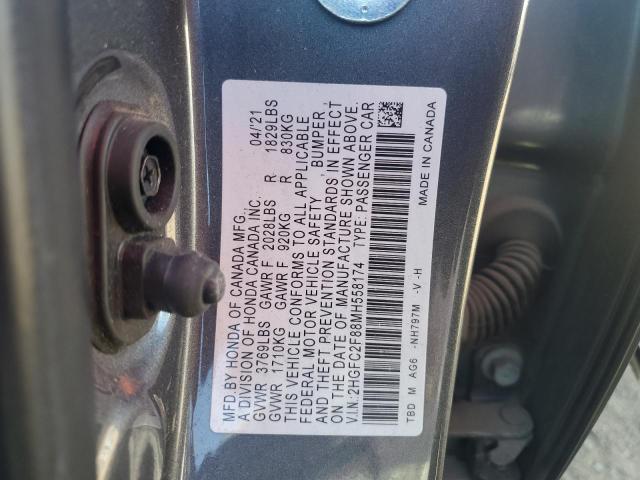 MFD.BY HONDA OF CANADA MFG., 04/'21
A DIVISION OF HONDA CANADA INC.
GVWR 3769LBS GAWR F 2028LBS R 1829LBS
GVWR 1710KG GAWR F 920KG R 830KG
THIS VEHICLE CONFORMS TO ALL APPLICABLE
FEDERAL MOTOR VEHICLE SAFETY , BUMPER,
AND THEFT PREVENTION STANDARDS IN EFFECT
ON THE DATE OF MANUFACTURE SHOWN ABOVE.
V.I.N: 2HGFC2F88MH558174 TYPE: PASSENGER CAR
TBD M AG6 -NH797M -V -H MADE IN CANADA